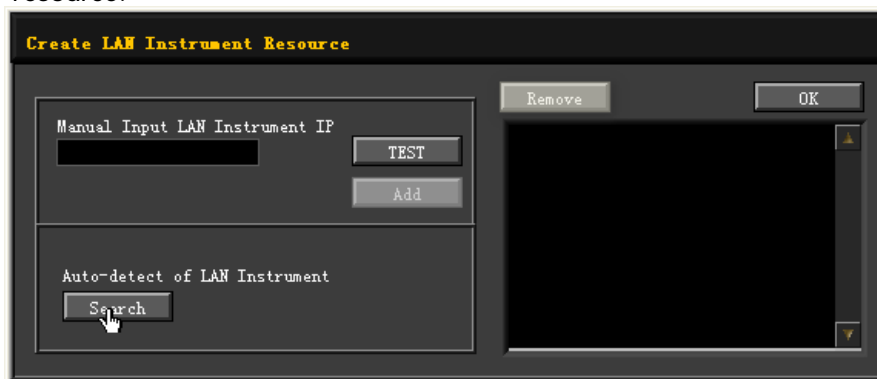 Create LAN Instrument Resource
Remove
OK
Manual Input LAN Instrument IP
TEST
Add
Auto-detect of LAN Instrument
Search